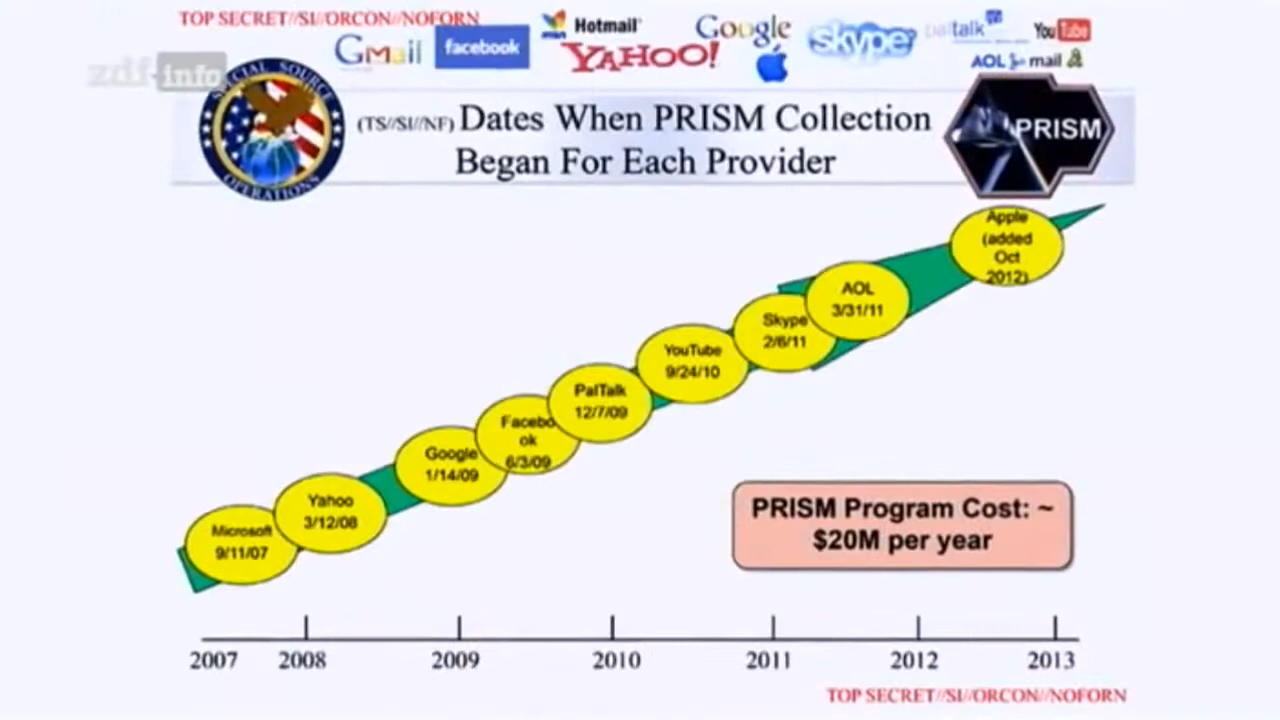 TOP SECRET//SI//ORCON//NOFORN
Hotmail
Google
paltalk
YouTube
GMail
facebook
YAHOO!
skype
AOL mail
zdf-info
SPECIAL SOURCE
OPERATIONS
(TS//SI//NF) Dates When PRISM Collection
Began For Each Provider
PRISM
Apple
(added
Oct
2012)
AOL
3/31/11
Skype
2/6/11
YouTube
9/24/10
PalTalk
12/7/09
Facebo
ok
6/3/09
Google
1/14/09
Yahoo
3/12/08
Microsoft
9/11/07
PRISM Program Cost: ~
$20M per year
2007 2008 2009 2010 2011 2012 2013
TOP SECRET//SI//ORCON//NOFORN